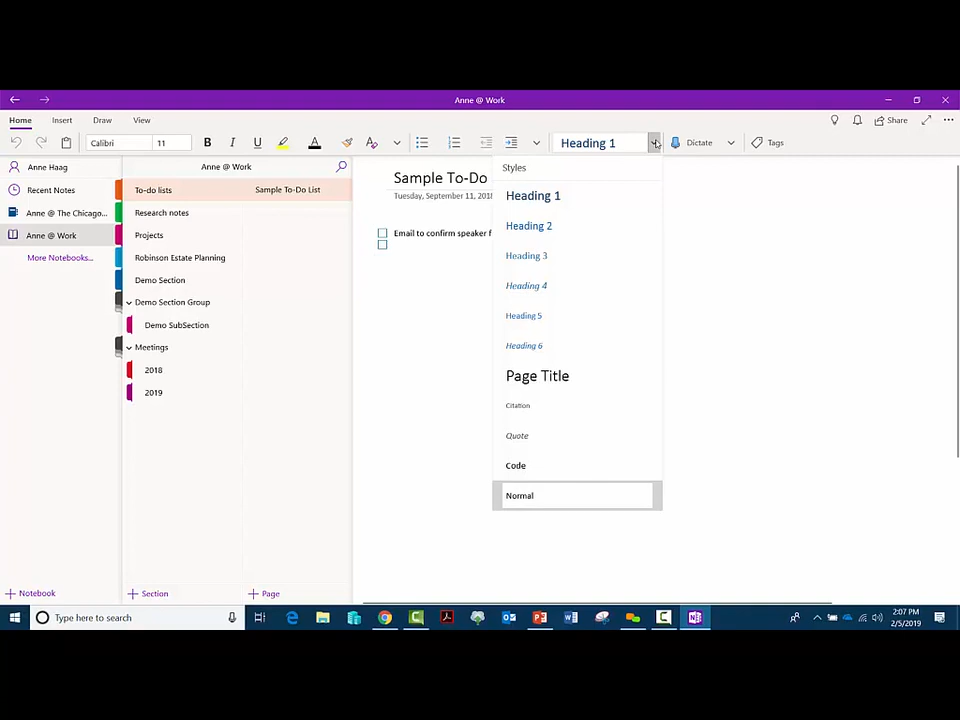 Anne @ Work
Home Insert Draw View Share
Calibri 11 B I U A Heading 1 Dictate Tags
Anne Haag
Recent Notes
Anne @ The Chicago...
Anne @ Work
More Notebooks...
Anne @ Work
To-do lists
Research notes
Projects
Robinson Estate Planning
Demo Section
Demo Section Group
Demo SubSection
Meetings
2018
2019
Sample To-Do List
Sample To-Do
Tuesday, September 11, 2018
Email to confirm speaker f
Styles
Heading 1
Heading 2
Heading 3
Heading 4
Heading 5
Heading 6
Page Title
Citation
Quote
Code
Normal
+ Notebook
+ Section
+ Page
Type here to search
2:07 PM
2/5/2019